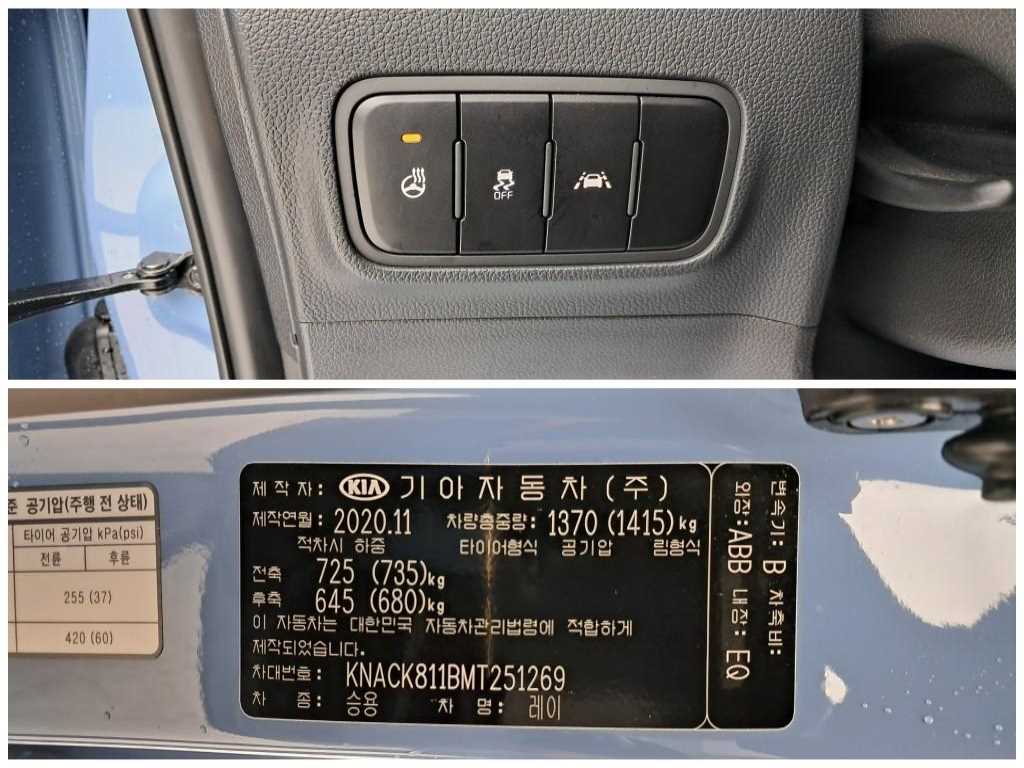 OFF
준 공기압(주행 전 상태)
타이어 공기압 kPa(psi)
전륜 후륜
255 (37)
420 (60)
제 작 자 : KIA 기 아 자 동 차 ( 주 )
제작연월 : 2020.11 차량총중량 : 1370 (1415)kg
적차시 하중 타이어형식 공기압 림형식
전축 725 (735)kg
후축 645 (680)kg
이 자동차는 대한민국 자동차관리법령에 적합하게
제작되었습니다.
차대번호 : KNACK811BMT251269
차 종 : 승용 차 명 : 레이
변속기 : B 차축비 :
외장 : ABB 내장 : EQ